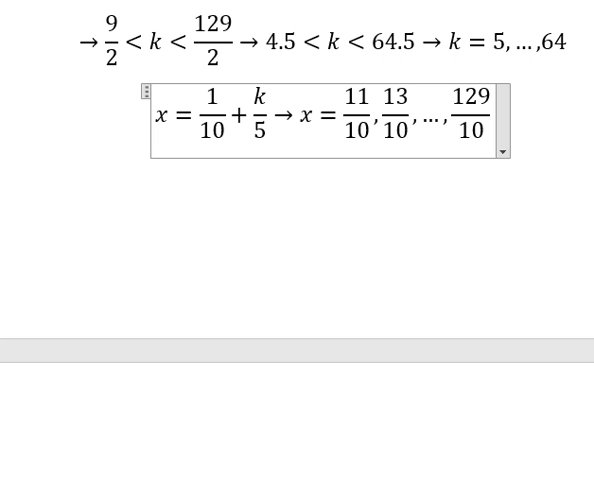 → 9/2 < k < 129/2 → 4.5 < k < 64.5 → k = 5, … ,64
x = 1/10 + k/5 → x = 11/10, 13/10, … , 129/10